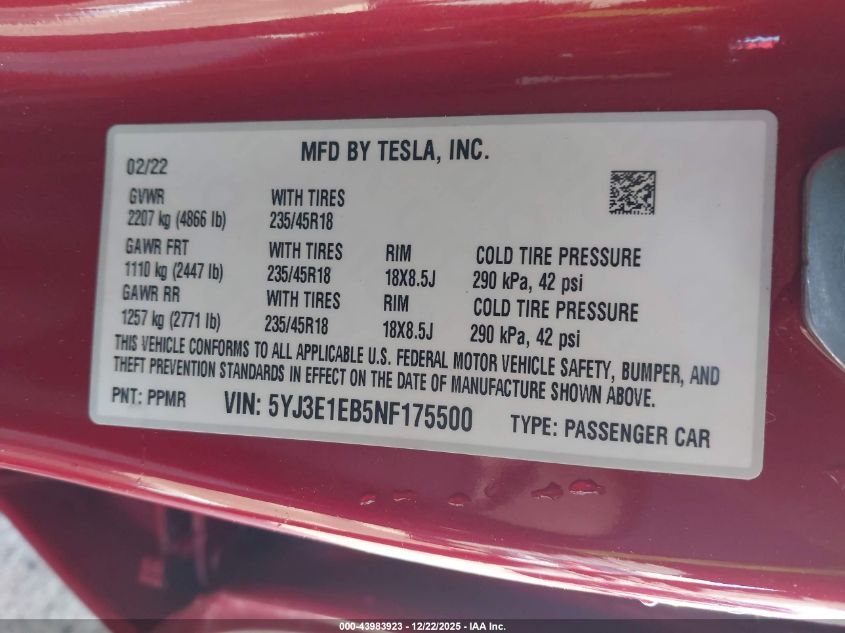 MFD BY TESLA, INC.
02/22
GVWR WITH TIRES
2207 kg (4866 lb) 235/45R18
GAWR FRT WITH TIRES RIM COLD TIRE PRESSURE
1110 kg (2447 lb) 235/45R18 18X8.5J 290 kPa, 42 psi
GAWR RR WITH TIRES RIM COLD TIRE PRESSURE
1257 kg (2771 lb) 235/45R18 18X8.5J 290 kPa, 42 psi
THIS VEHICLE CONFORMS TO ALL APPLICABLE U.S. FEDERAL MOTOR VEHICLE SAFETY, BUMPER, AND
THEFT PREVENTION STANDARDS IN EFFECT ON THE DATE OF MANUFACTURE SHOWN ABOVE.
PNT: PPMR VIN: 5YJ3E1EB5NF175500 TYPE: PASSENGER CAR
000-43983923 - 12/22/2025 - IAA Inc.